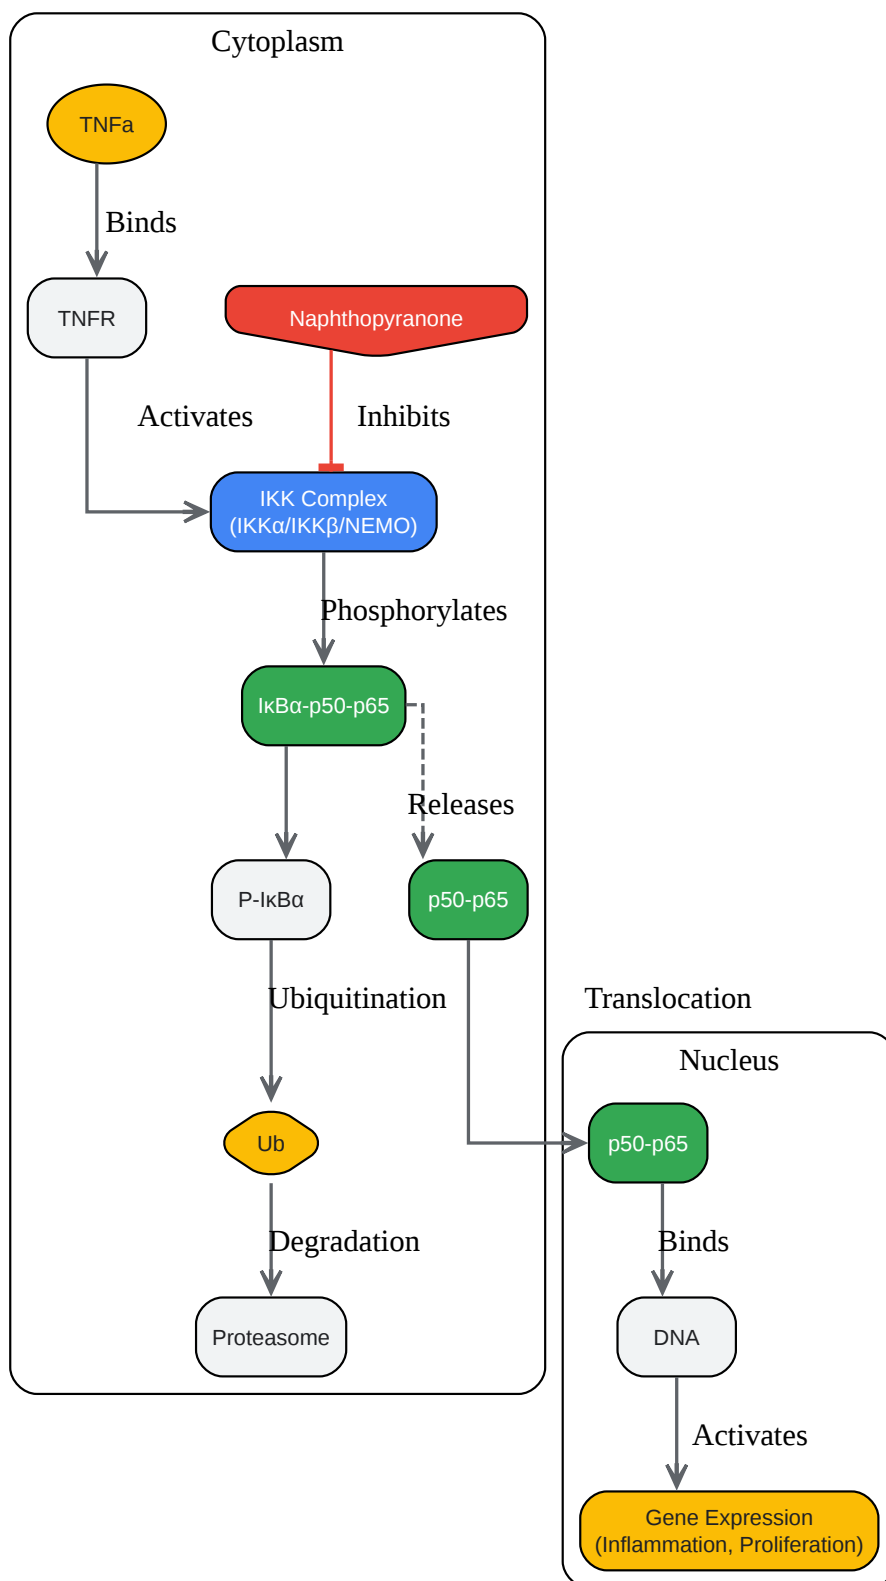 Cytoplasm
TNFa
Binds
TNFR
Naphthopyranone
Activates
Inhibits
IKK Complex
(IKKα/IKKβ/NEMO)
Phosphorylates
IκBα-p50-p65
Releases
P-IκBα
p50-p65
Ubiquitination
Translocation
Nucleus
Ub
p50-p65
Degradation
Binds
Proteasome
DNA
Activates
Gene Expression
(Inflammation, Proliferation)